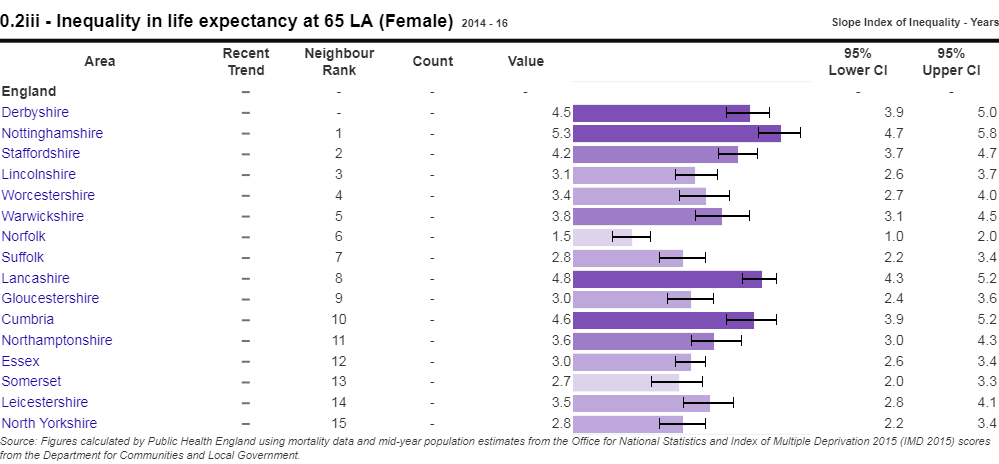 0.2iii - Inequality in life expectancy at 65 LA (Female) 2014 - 16 Slope Index of Inequality - Years
Area Recent Trend Neighbour Rank Count Value 95% Lower CI 95% Upper CI
England – - - - - -
Derbyshire – - - 4.5 3.9 5.0
Nottinghamshire – 1 - 5.3 4.7 5.8
Staffordshire – 2 - 4.2 3.7 4.7
Lincolnshire – 3 - 3.1 2.6 3.7
Worcestershire – 4 - 3.4 2.7 4.0
Warwickshire – 5 - 3.8 3.1 4.5
Norfolk – 6 - 1.5 1.0 2.0
Suffolk – 7 - 2.8 2.2 3.4
Lancashire – 8 - 4.8 4.3 5.2
Gloucestershire – 9 - 3.0 2.4 3.6
Cumbria – 10 - 4.6 3.9 5.2
Northamptonshire – 11 - 3.6 3.0 4.3
Essex – 12 - 3.0 2.6 3.4
Somerset – 13 - 2.7 2.0 3.3
Leicestershire – 14 - 3.5 2.8 4.1
North Yorkshire – 15 - 2.8 2.2 3.4
Source: Figures calculated by Public Health England using mortality data and mid-year population estimates from the Office for National Statistics and Index of Multiple Deprivation 2015 (IMD 2015) scores
from the Department for Communities and Local Government.